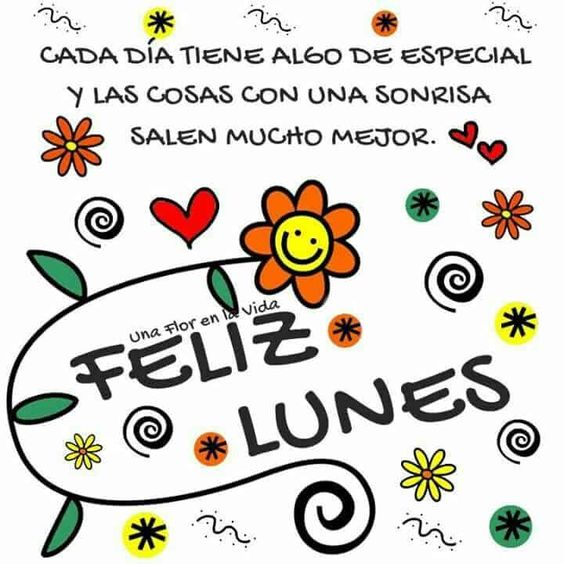 CADA DÍA TIENE ALGO DE ESPECIAL
Y LAS COSAS CON UNA SONRISA
SALEN MUCHO MEJOR.
Una Flor en la Vida
FELIZ
LUNES